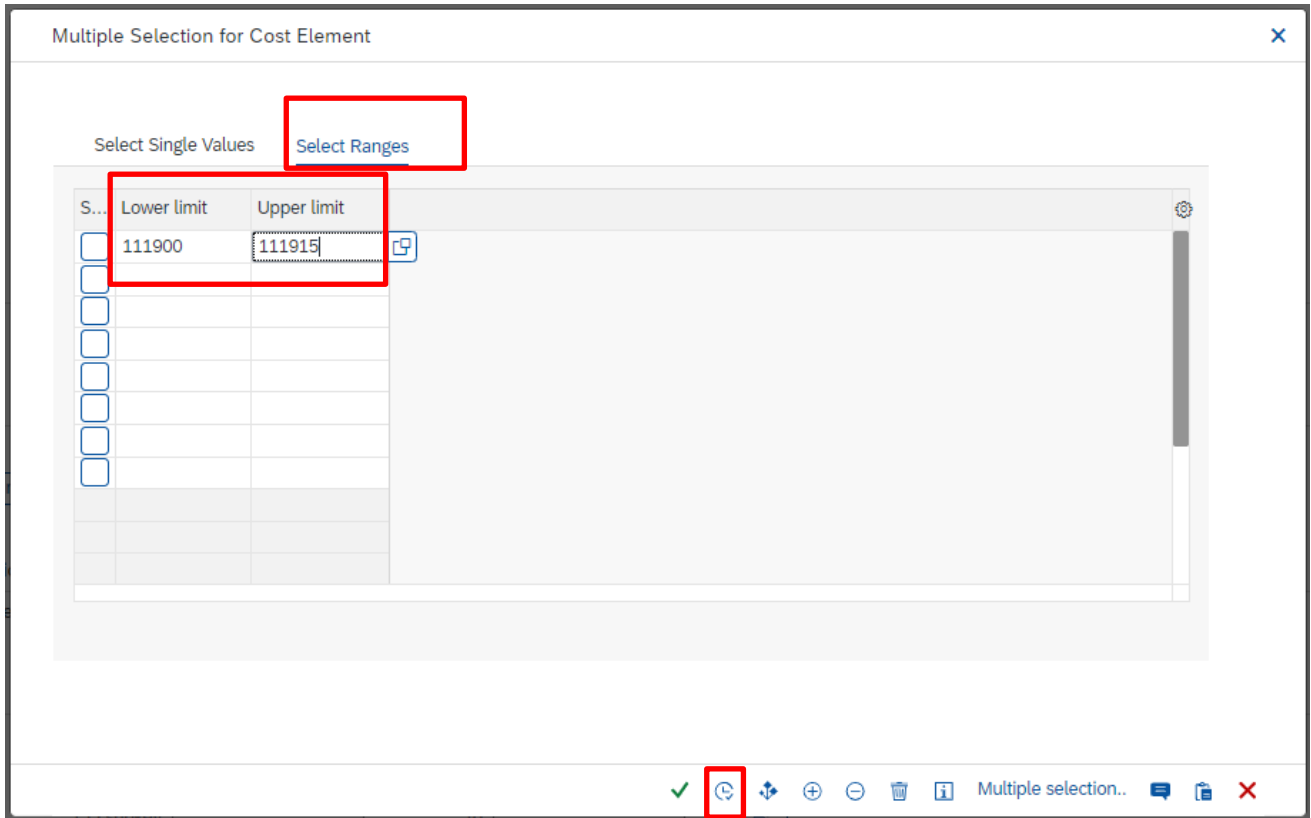 Multiple Selection for Cost Element
Select Single Values Select Ranges
S... Lower limit Upper limit
111900 111915
Multiple selection..